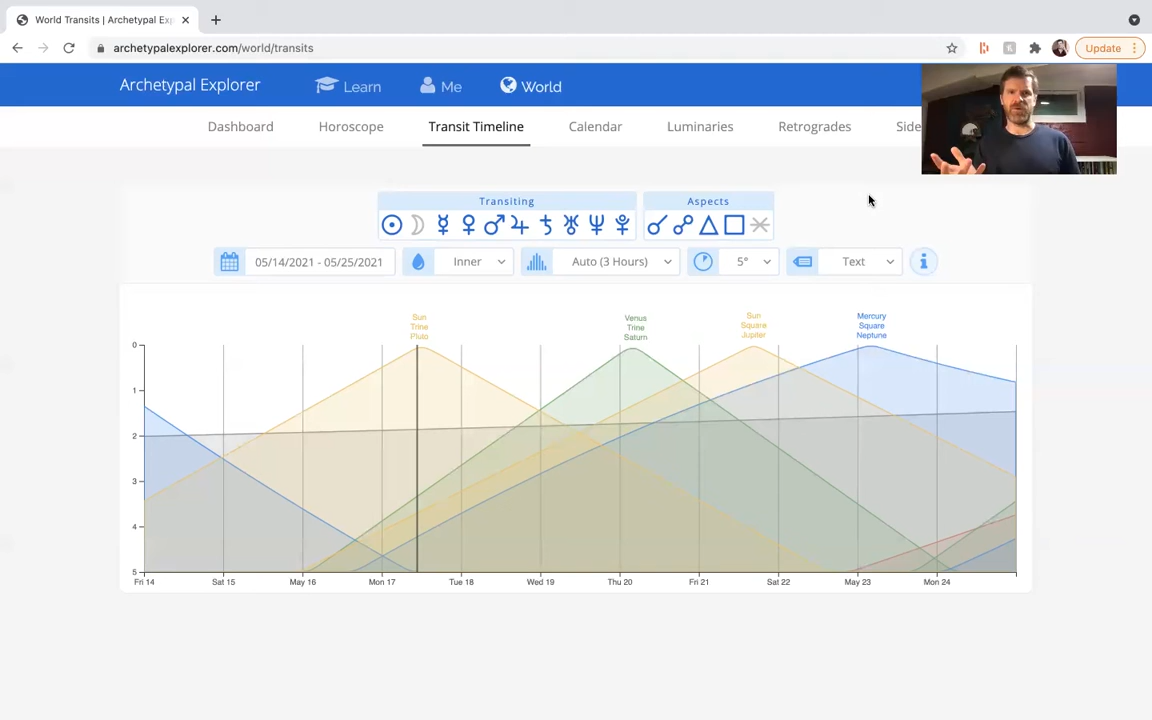 World Transits | Archetypal Exp
archetypalexplorer.com/world/transits
Update
Archetypal Explorer
Learn
Me
World
Dashboard
Horoscope
Transit Timeline
Calendar
Luminaries
Retrogrades
Side
Transiting
Aspects
05/14/2021 - 05/25/2021
Inner
Auto (3 Hours)
5°
Text
Sun
Trine
Pluto
Venus
Trine
Saturn
Sun
Square
Jupiter
Mercury
Square
Neptune
0
1
2
3
4
5
Fri 14
Sat 15
May 16
Mon 17
Tue 18
Wed 19
Thu 20
Fri 21
Sat 22
May 23
Mon 24